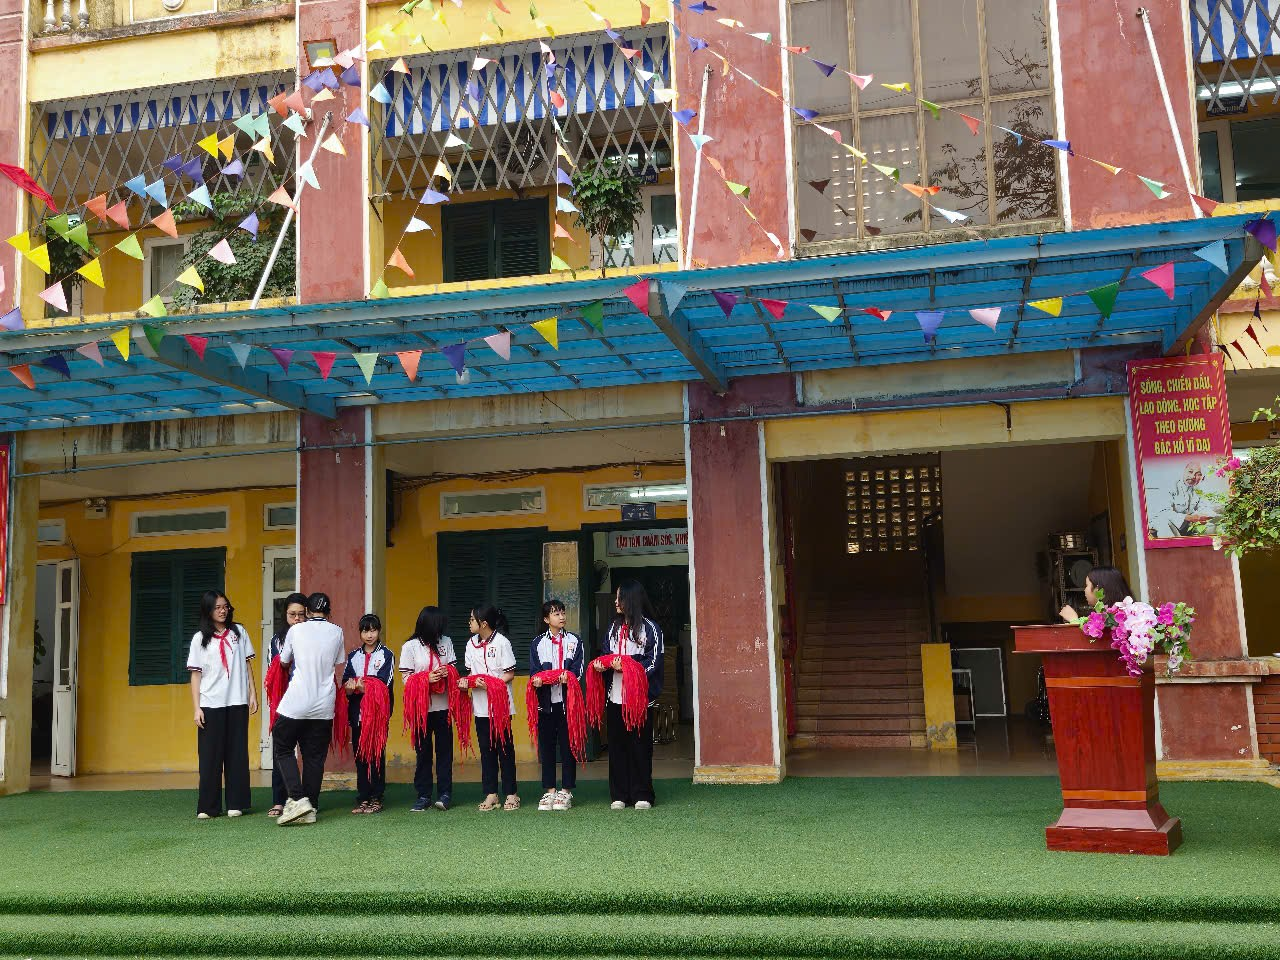 SỐNG, CHIẾN ĐẤU,
LAO ĐỘNG, HỌC TẬP
THEO GƯƠNG
BÁC HỒ VĨ ĐẠI